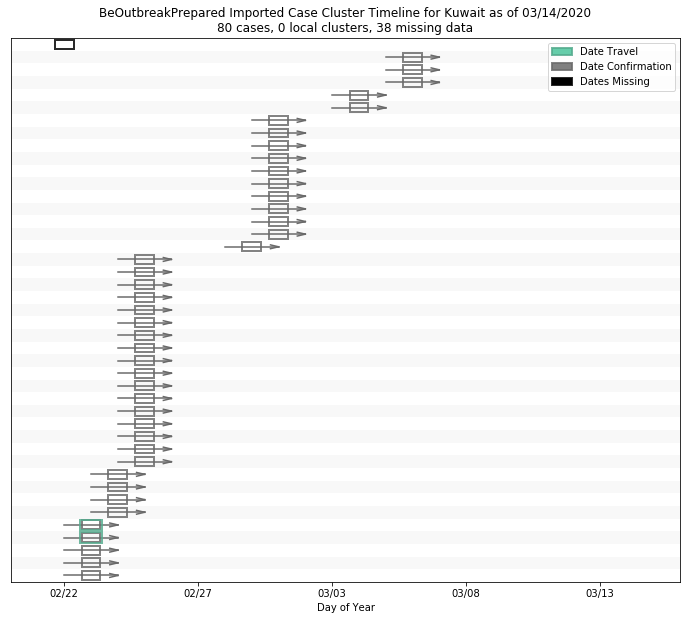 BeOutbreakPrepared Imported Case Cluster Timeline for Kuwait as of 03/14/2020
80 cases, 0 local clusters, 38 missing data
Date Travel
Date Confirmation
Dates Missing
02/22 02/27 03/03 03/08 03/13
Day of Year